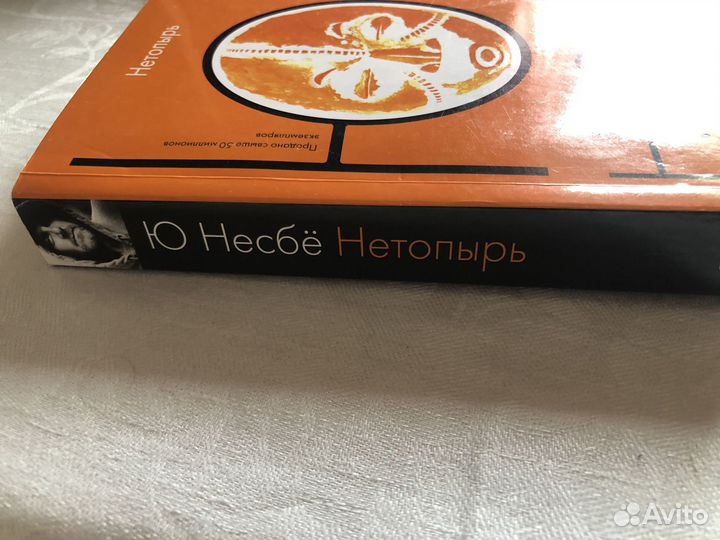 Нетопырь
Продано свыше 50 миллионов
экземпляров
Ю Несбё Нетопырь
Avito